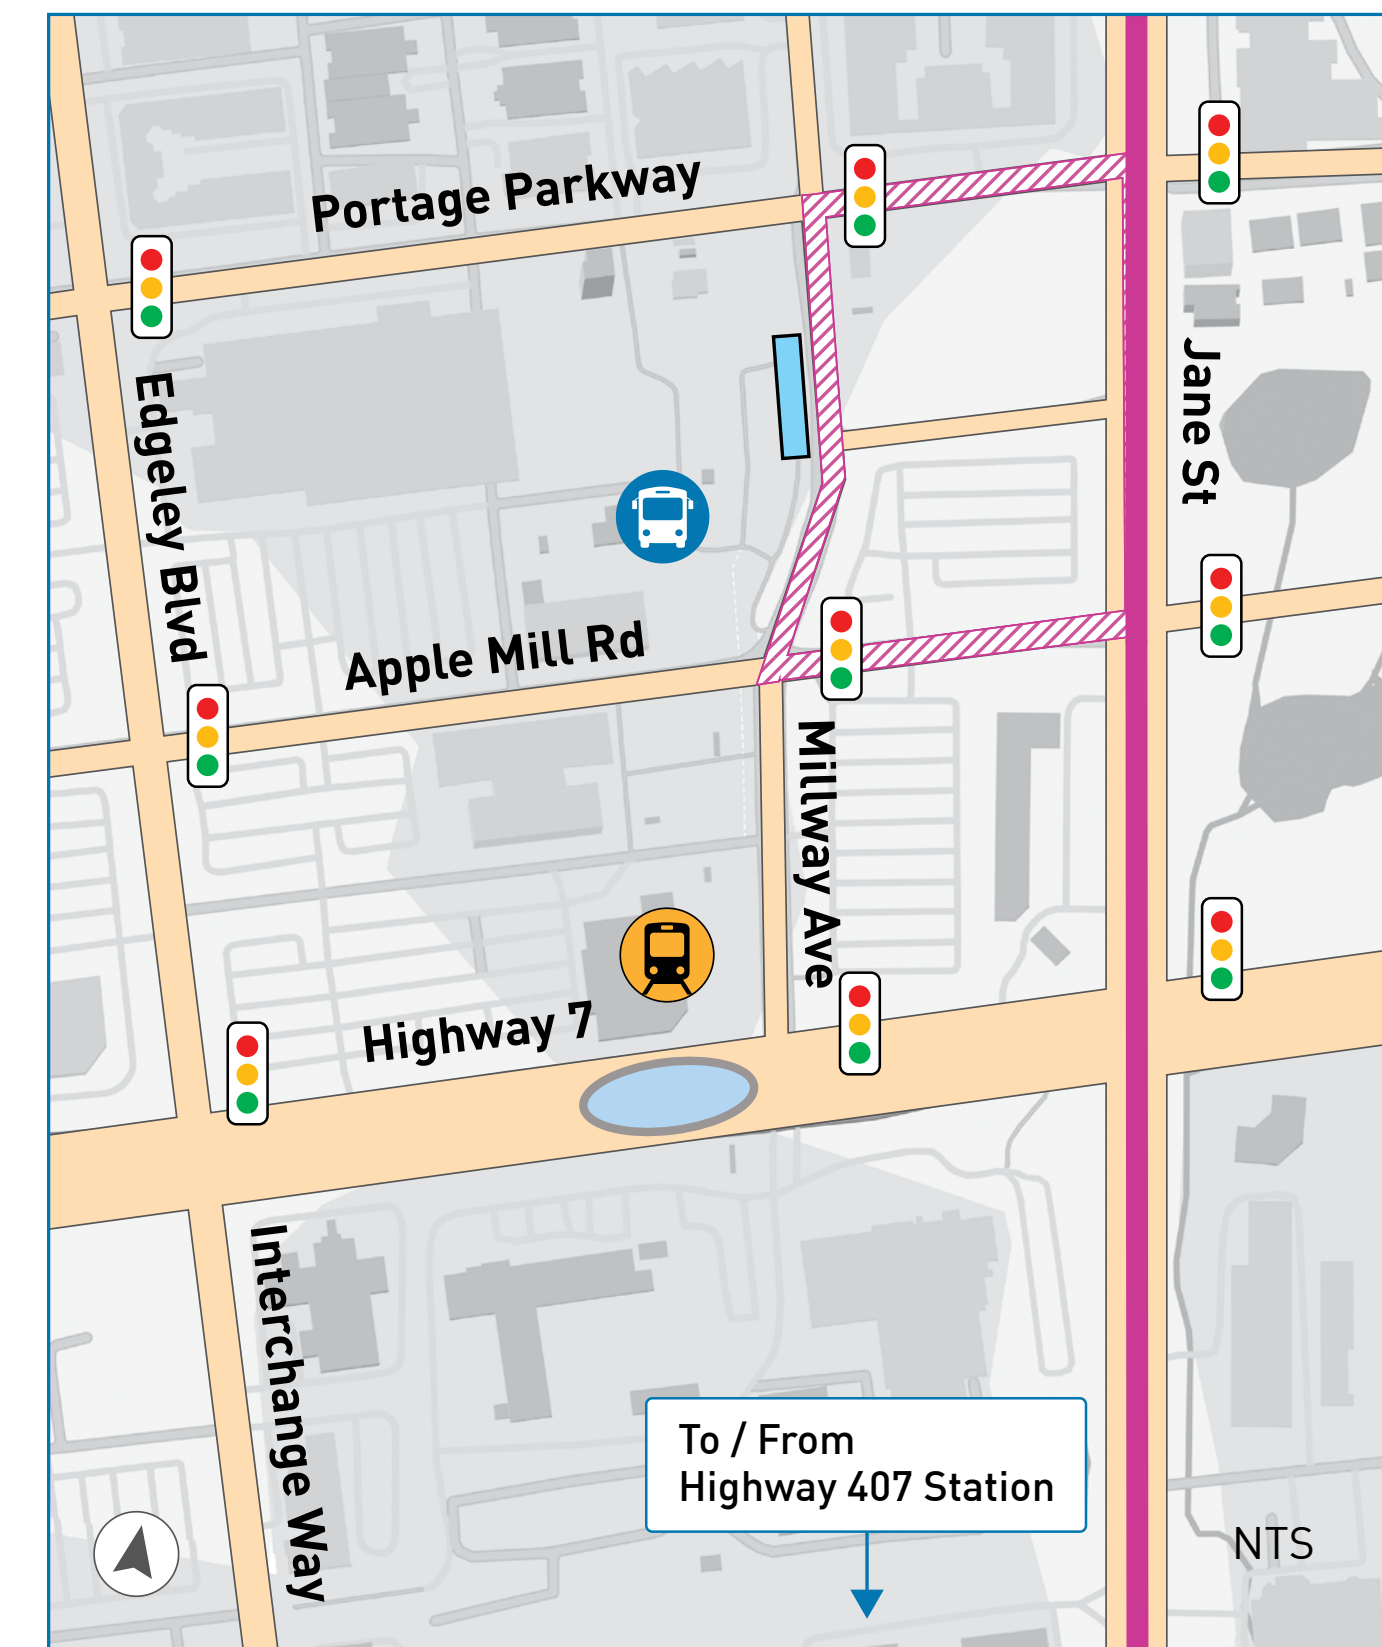 Portage Parkway
Jane St
Edgeley Blvd
Apple Mill Rd
Millway Ave
Highway 7
Interchange Way
To / From
Highway 407 Station
NTS